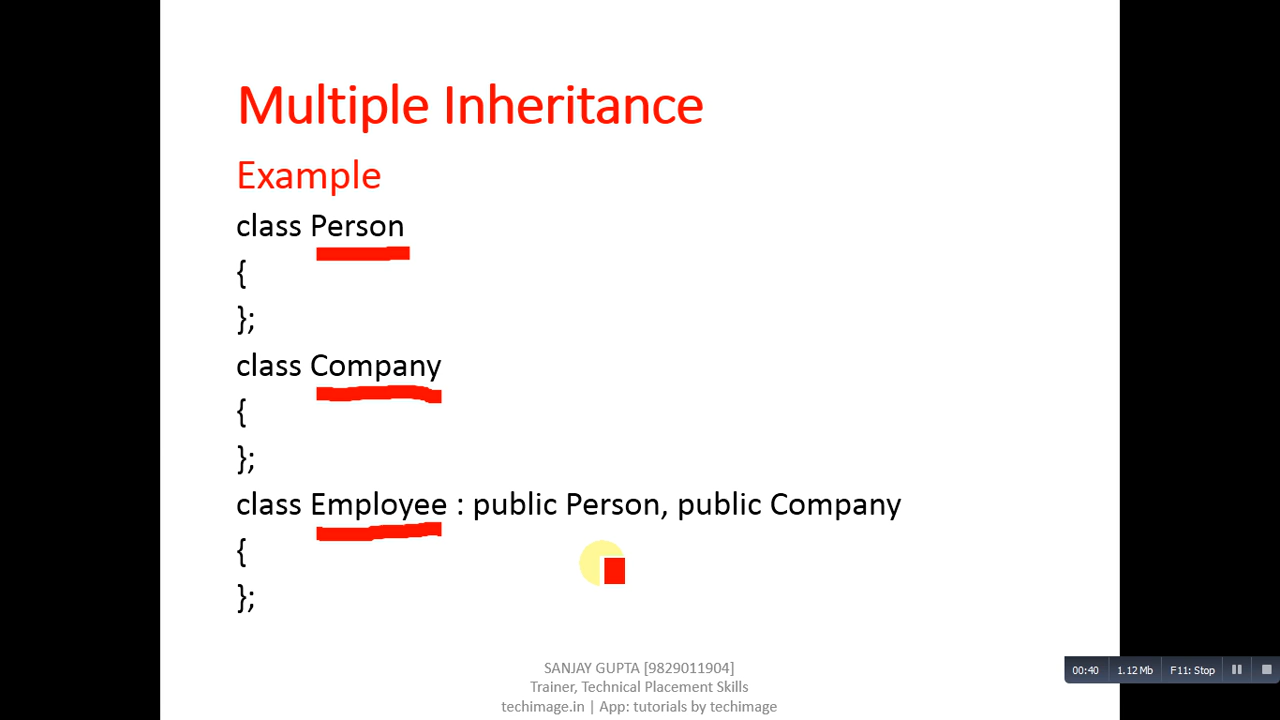 Multiple Inheritance
Example
class Person
{
};
class Company
{
};
class Employee : public Person, public Company
{
};
SANJAY GUPTA [9829011904]
Trainer, Technical Placement Skills
techimage.in | App: tutorials by techimage
00:40 1.12 Mb F11: Stop